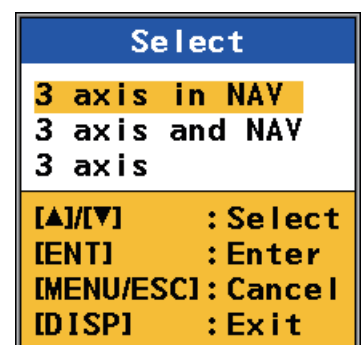 Select
3 axis in NAV
3 axis and NAV
3 axis
[▲]/[▼] :Select
[ENT] :Enter
[MENU/ESC]:Cancel
[DISP] :Exit